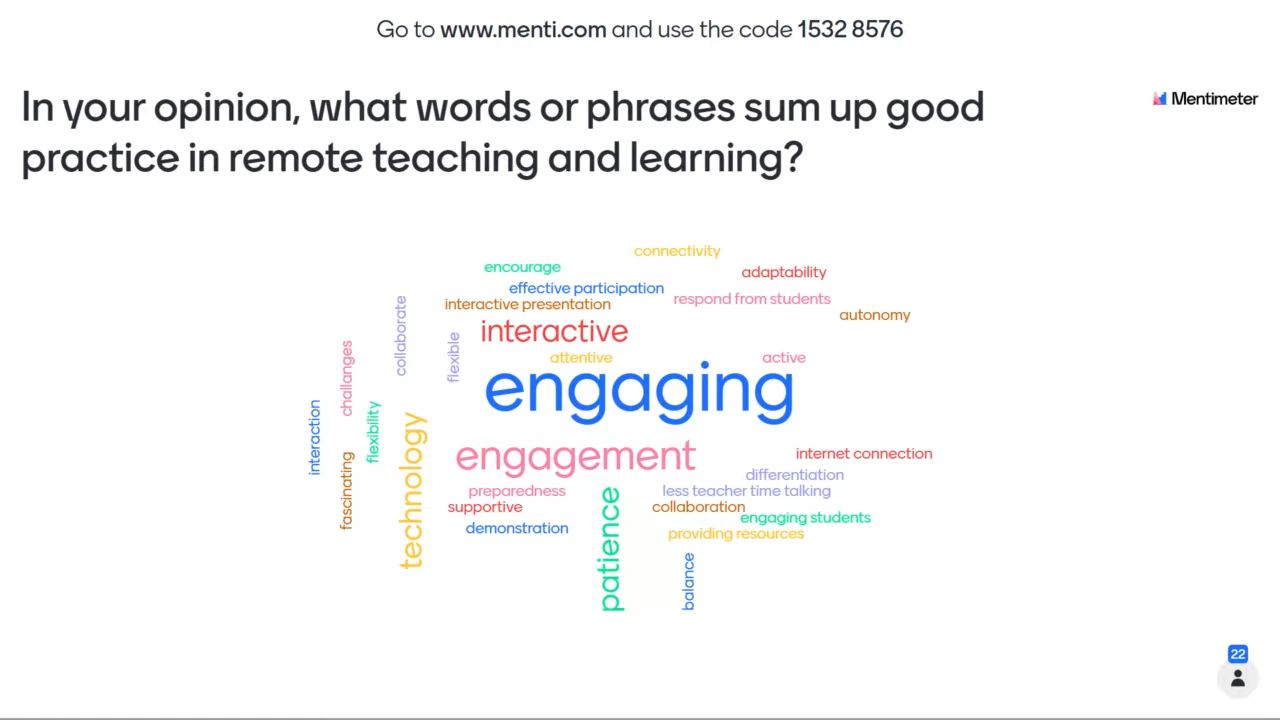 Go to www.menti.com and use the code 1532 8576
In your opinion, what words or phrases sum up good
practice in remote teaching and learning?
Mentimeter
connectivity
encourage
adaptability
effective participation
respond from students
interactive presentation
autonomy
collaborate
interactive
flexible
attentive
active
challanges
engaging
interaction
flexibility
technology
fascinating
engagement
internet connection
differentiation
preparedness
less teacher time talking
supportive
collaboration
patience
engaging students
demonstration
providing resources
balance
22